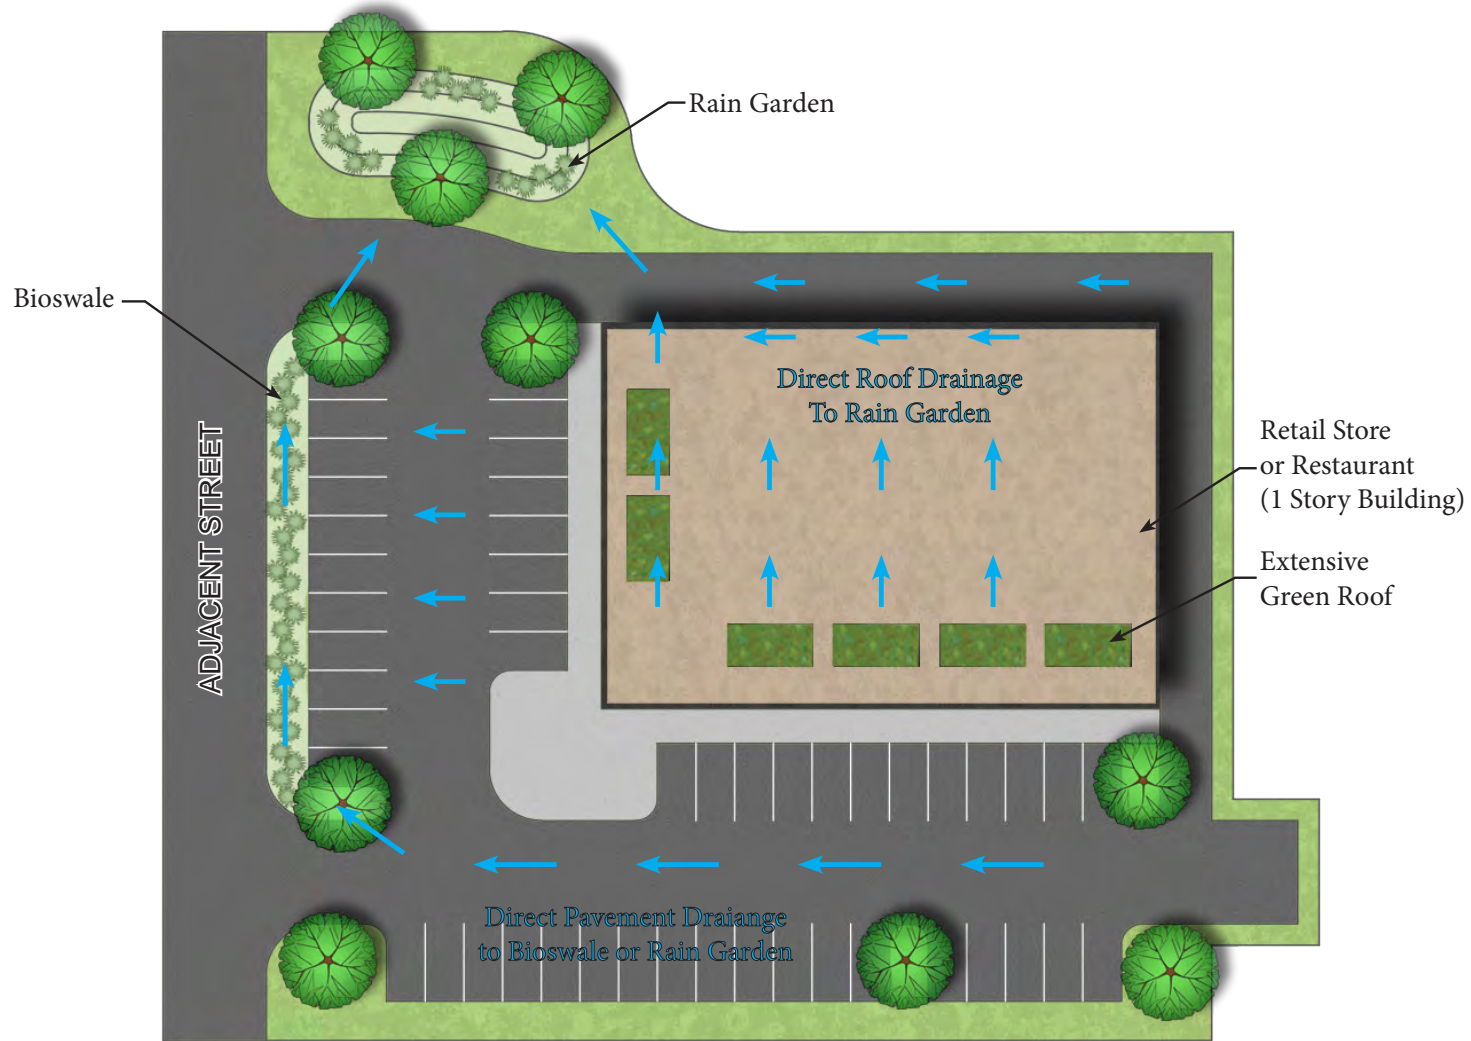 Rain Garden
Bioswale
Direct Roof Drainage
To Rain Garden
Retail Store
or Restaurant
(1 Story Building)
ADJACENT STREET
Extensive
Green Roof
Direct Pavement Draiange
to Bioswale or Rain Garden